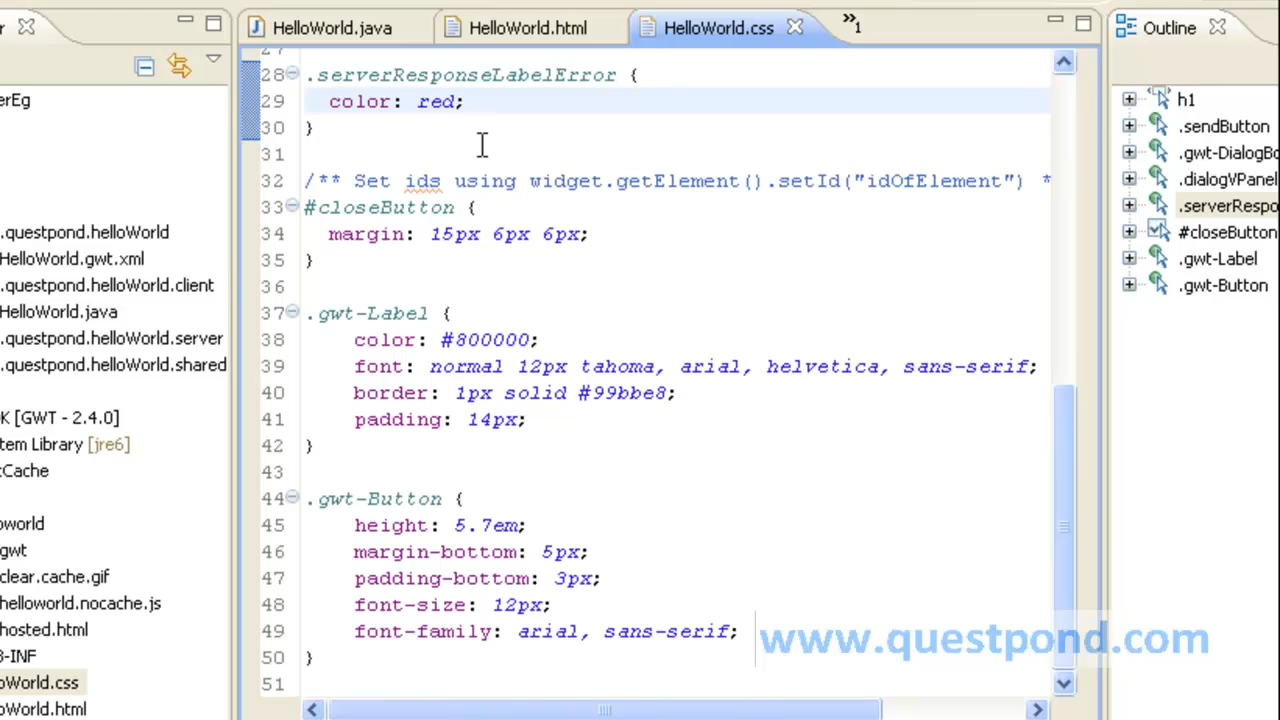 HelloWorld.java
HelloWorld.html
HelloWorld.css
»1
Outline
r
erEg
.questpond.helloWorld
HelloWorld.gwt.xml
.questpond.helloWorld.client
HelloWorld.java
.questpond.helloWorld.server
.questpond.helloWorld.shared
OK [GWT - 2.4.0]
tem Library [jre6]
tCache
oworld
gwt
clear.cache.gif
helloworld.nocache.js
hosted.html
B-INF
loWorld.css
loWorld.html
27
28 .serverResponseLabelError {
29 color: red;
30 }
31
32 /** Set ids using widget.getElement().setId("idOfElement") *
33 #closeButton {
34 margin: 15px 6px 6px;
35 }
36
37 .gwt-Label {
38 color: #800000;
39 font: normal 12px tahoma, arial, helvetica, sans-serif;
40 border: 1px solid #99bbe8;
41 padding: 14px;
42 }
43
44 .gwt-Button {
45 height: 5.7em;
46 margin-bottom: 5px;
47 padding-bottom: 3px;
48 font-size: 12px;
49 font-family: arial, sans-serif;
50 }
51
h1
.sendButton
.gwt-DialogBo
.dialogVPanel
.serverRespo
#closeButton
.gwt-Label
.gwt-Button
www.questpond.com